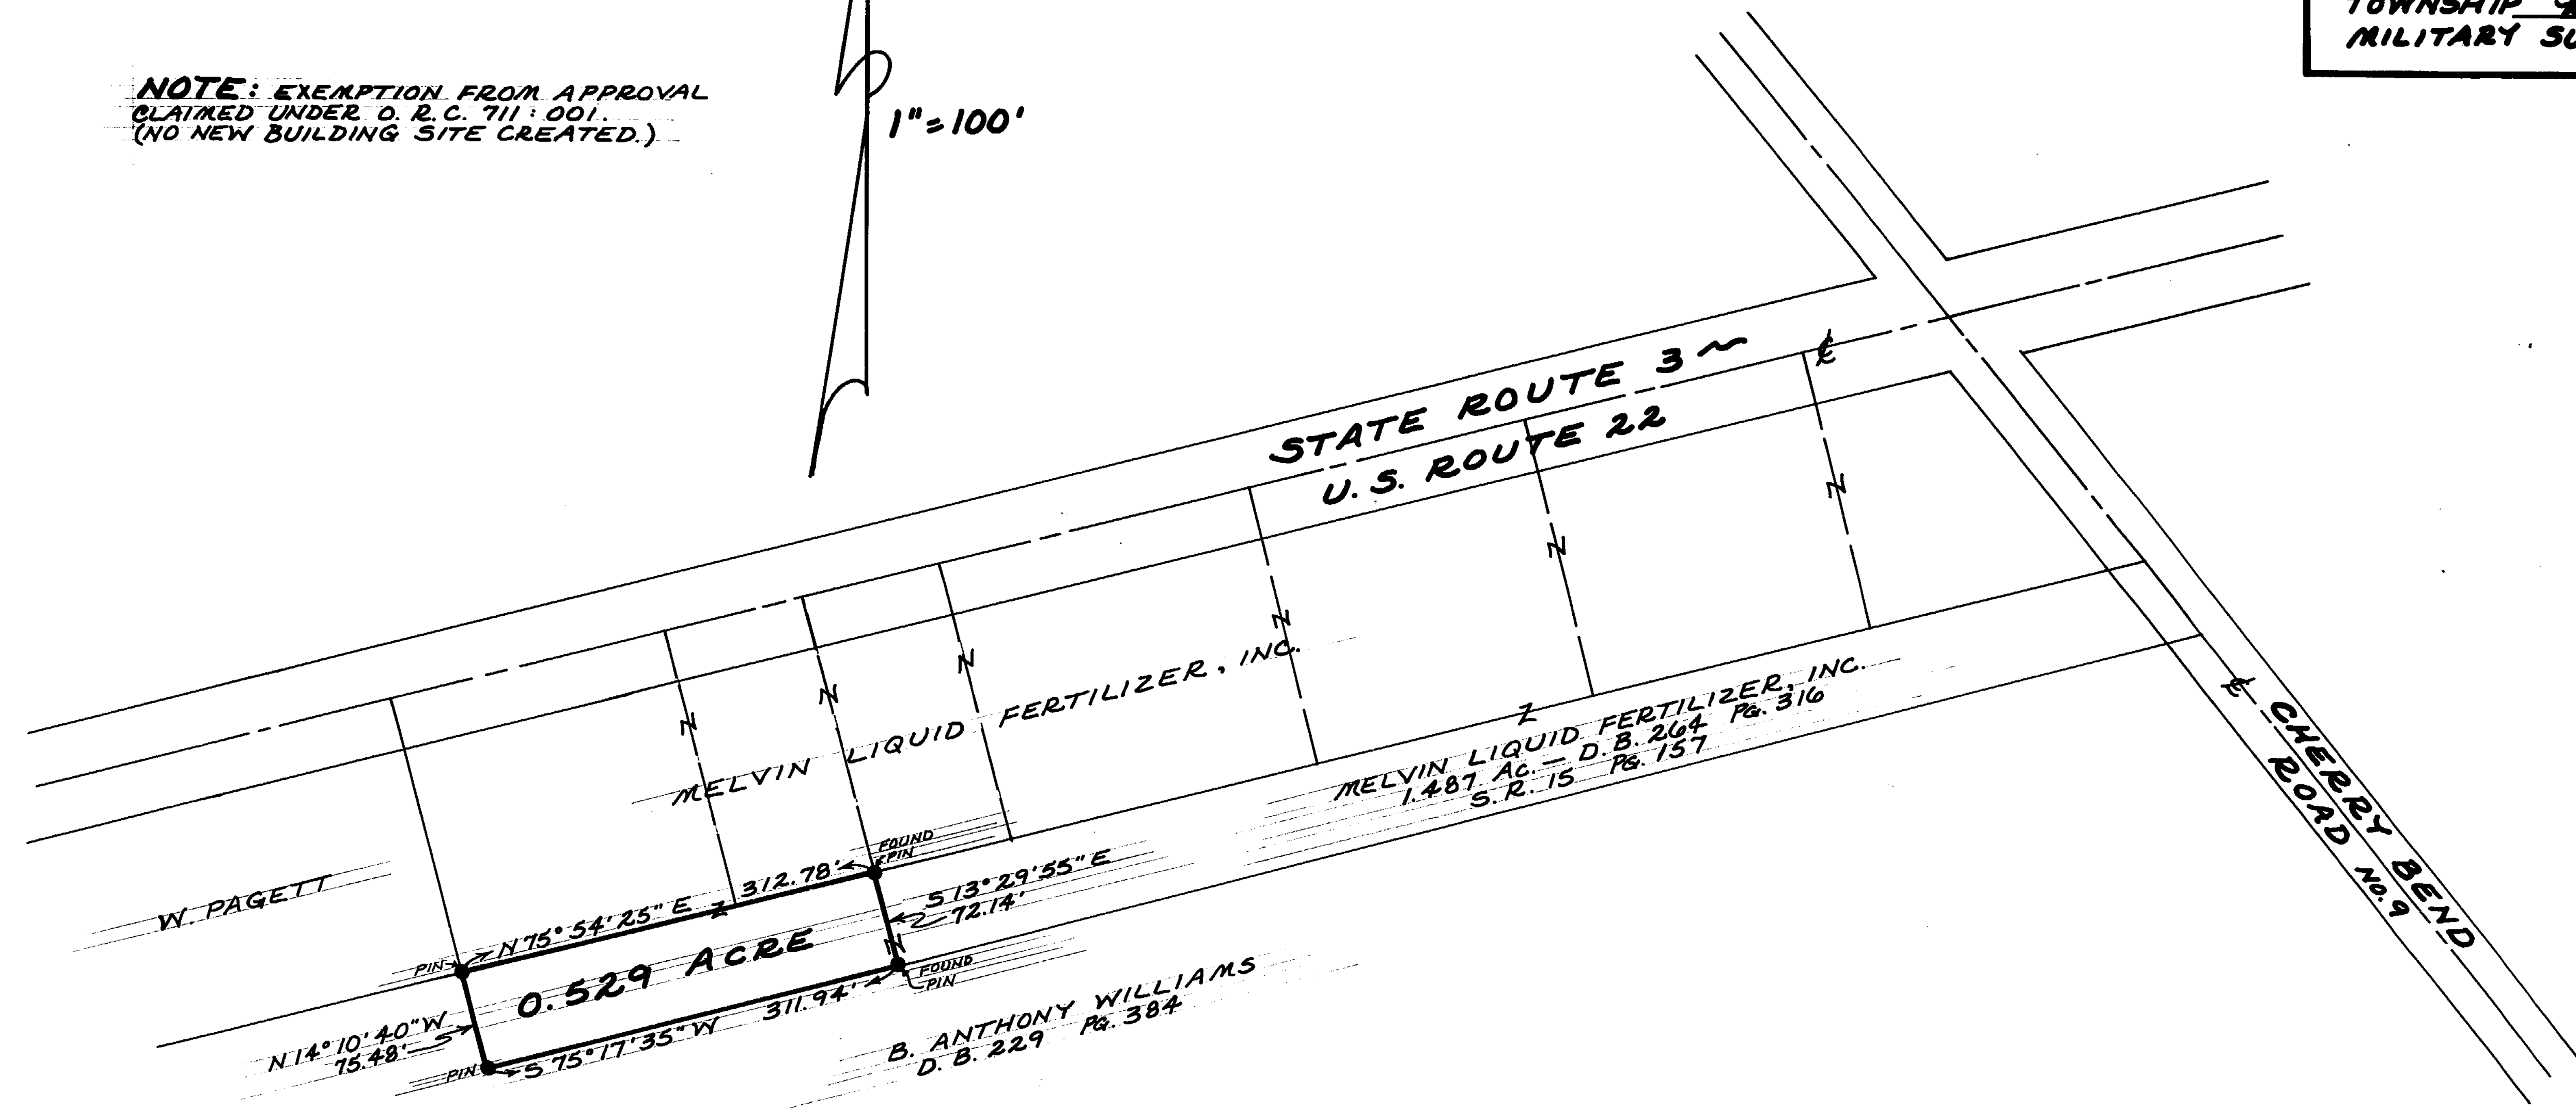 TOWNSHIP
MILITARY
NOTE: EXEMPTION FROM APPROVAL
CLAIMED UNDER O. R. C. 711:001.
(NO NEW BUILDING SITE CREATED.)
1"=100'
STATE ROUTE 3
U. S. ROUTE 22
MELVIN LIQUID FERTILIZER, INC.
MELVIN LIQUID FERTILIZER, INC.
1.487 AC. — D. B. 264 PG. 316
S. R. 15 PG. 157
CHERRY BEND
ROAD NO. 9
W. PAGETT
FOUND
PIN
N 75° 54' 25" E 312.78'
S 13° 29' 55" E
72.14'
PIN
0.529 ACRE
FOUND
PIN
N 14° 10' 40" W
75.48'
PIN
S 75° 17' 35" W 311.94'
B. ANTHONY WILLIAMS
D. B. 229 PG. 384